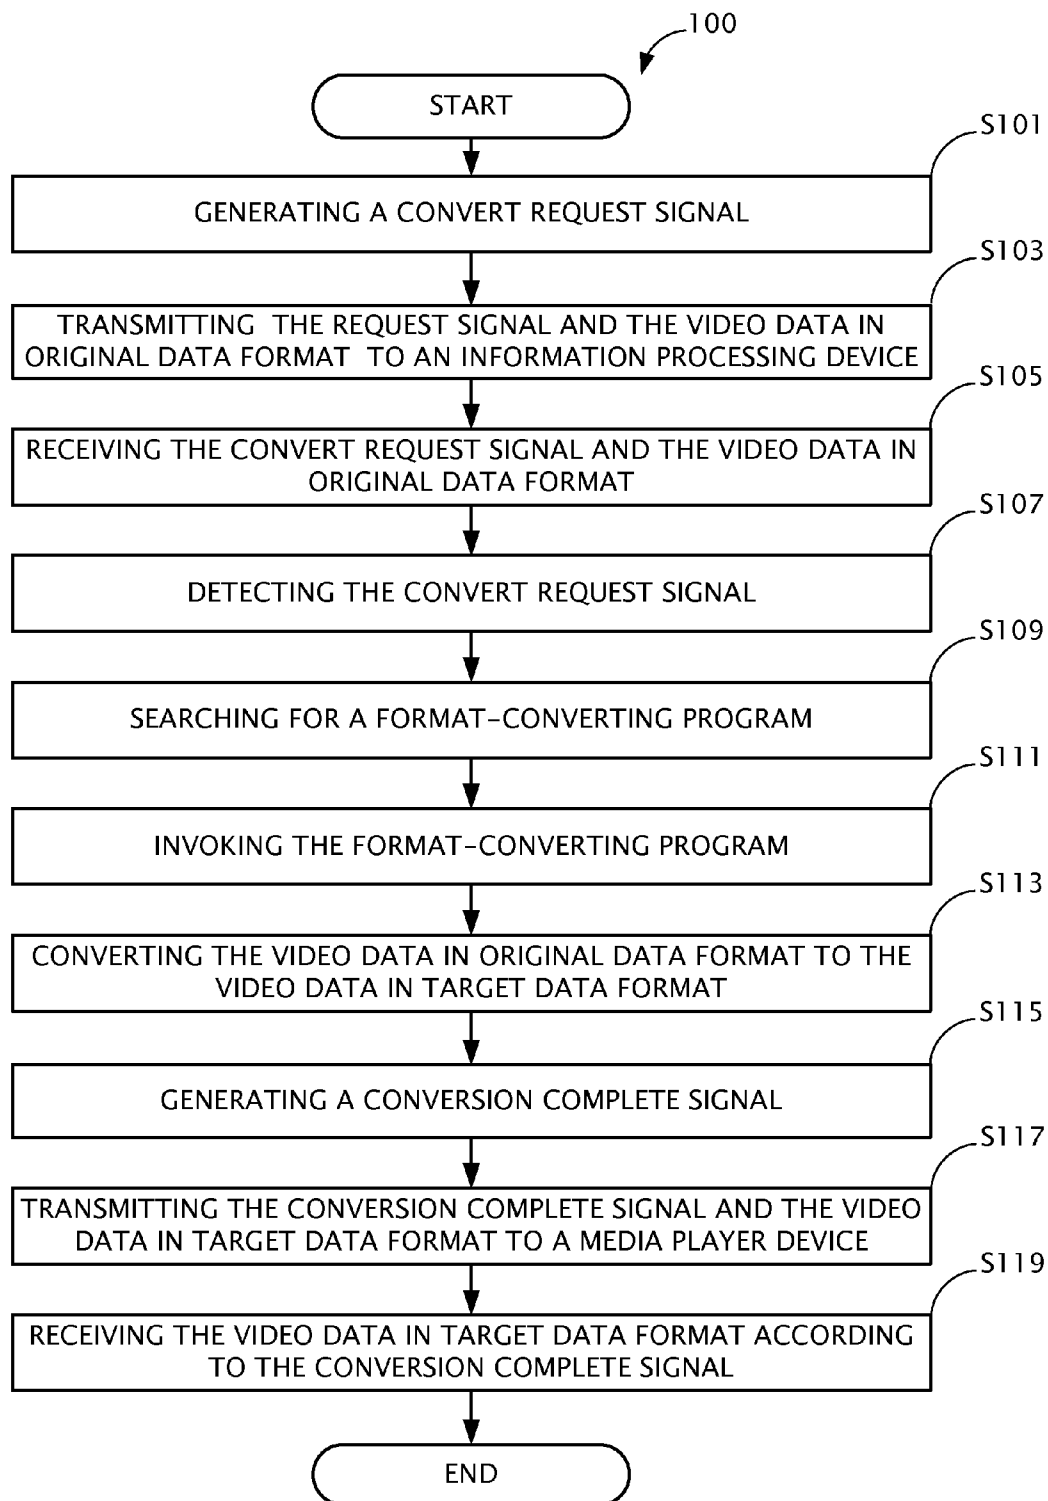 100
START
S101
GENERATING A CONVERT REQUEST SIGNAL
S103
TRANSMITTING THE REQUEST SIGNAL AND THE VIDEO DATA IN
ORIGINAL DATA FORMAT TO AN INFORMATION PROCESSING DEVICE
S105
RECEIVING THE CONVERT REQUEST SIGNAL AND THE VIDEO DATA IN
ORIGINAL DATA FORMAT
S107
DETECTING THE CONVERT REQUEST SIGNAL
S109
SEARCHING FOR A FORMAT-CONVERTING PROGRAM
S111
INVOKING THE FORMAT-CONVERTING PROGRAM
S113
CONVERTING THE VIDEO DATA IN ORIGINAL DATA FORMAT TO THE
VIDEO DATA IN TARGET DATA FORMAT
S115
GENERATING A CONVERSION COMPLETE SIGNAL
S117
TRANSMITTING THE CONVERSION COMPLETE SIGNAL AND THE VIDEO
DATA IN TARGET DATA FORMAT TO A MEDIA PLAYER DEVICE
S119
RECEIVING THE VIDEO DATA IN TARGET DATA FORMAT ACCORDING
TO THE CONVERSION COMPLETE SIGNAL
END